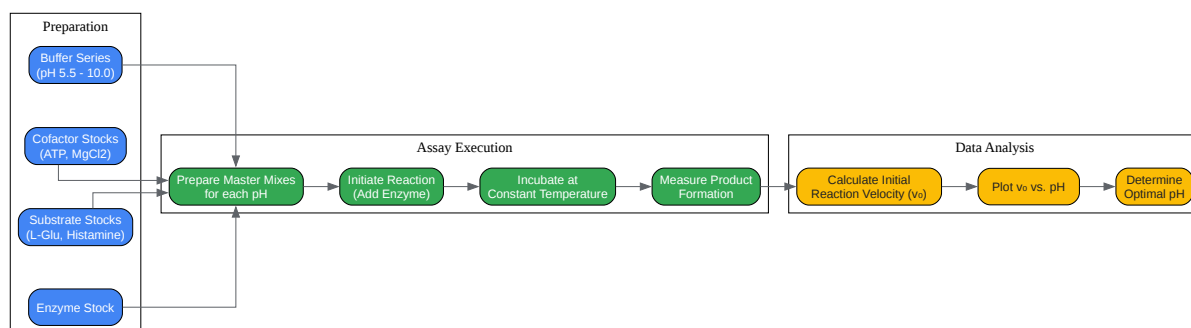 Preparation
Buffer Series
(pH 5.5 - 10.0)
Cofactor Stocks
(ATP, MgCl2)
Substrate Stocks
(L-Glu, Histamine)
Enzyme Stock
Assay Execution
Prepare Master Mixes
for each pH
Initiate Reaction
(Add Enzyme)
Incubate at
Constant Temperature
Measure Product
Formation
Data Analysis
Calculate Initial
Reaction Velocity (v₀)
Plot v₀ vs. pH
Determine
Optimal pH